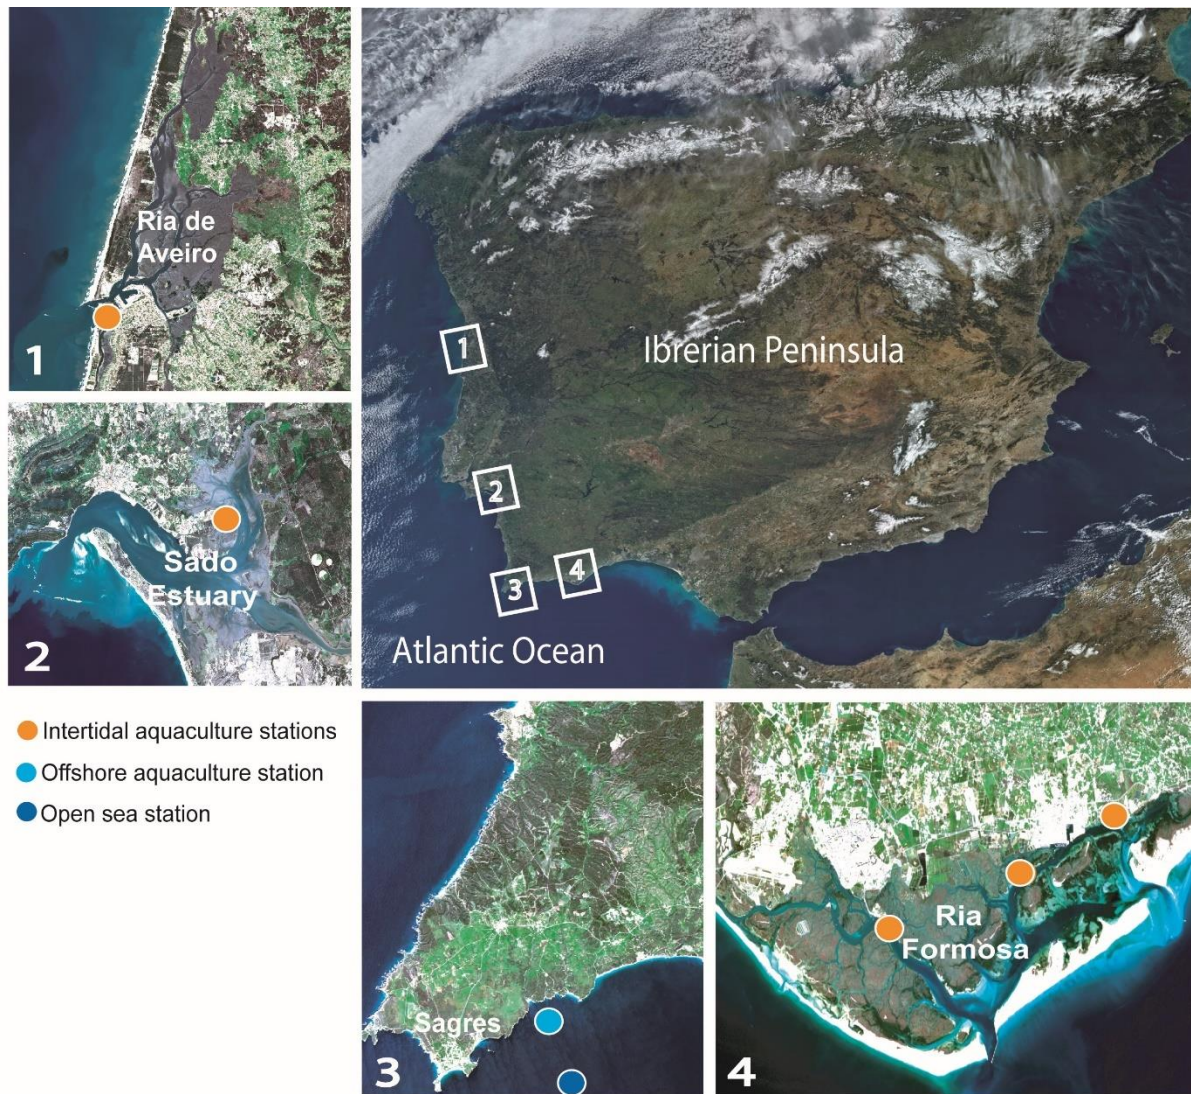 Ria de
Aveiro
1
Sado
Estuary
2
Intertidal aquaculture stations
Offshore aquaculture station
Open sea station
1
Ibrerian Peninsula
2
3
4
Atlantic Ocean
Sagres
3
Ria
Formosa
4